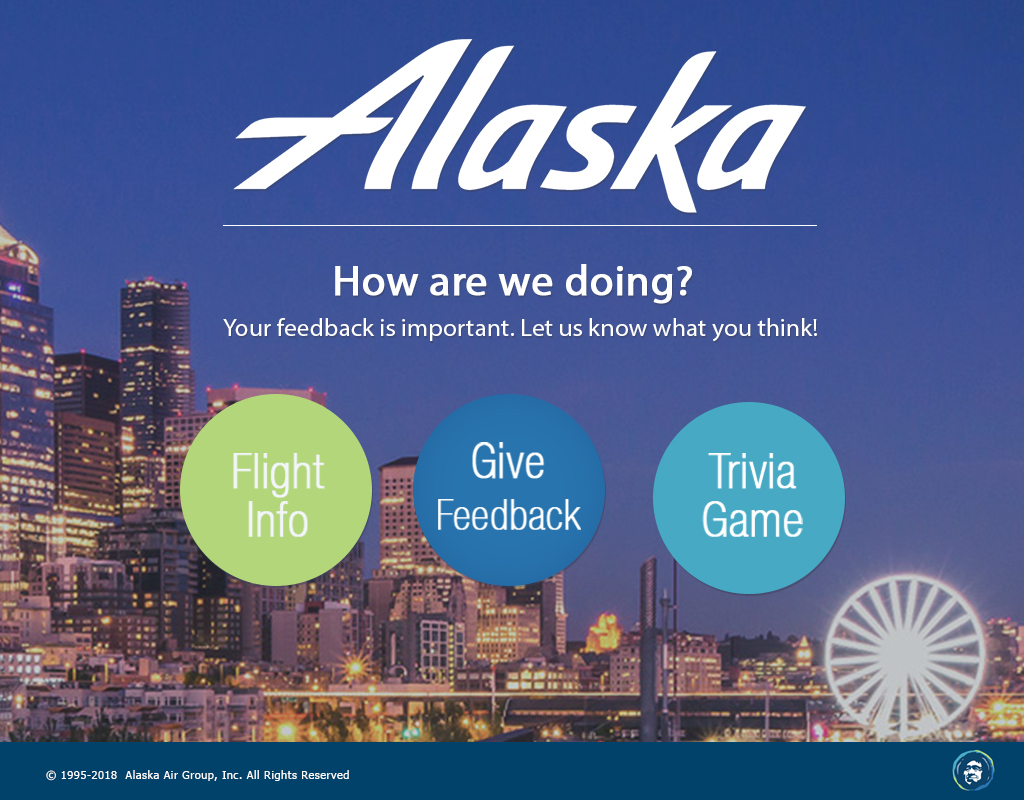 Alaska
How are we doing?
Your feedback is important. Let us know what you think!
Flight
Info
Give
Feedback
Trivia
Game
© 1995-2018 Alaska Air Group, Inc. All Rights Reserved